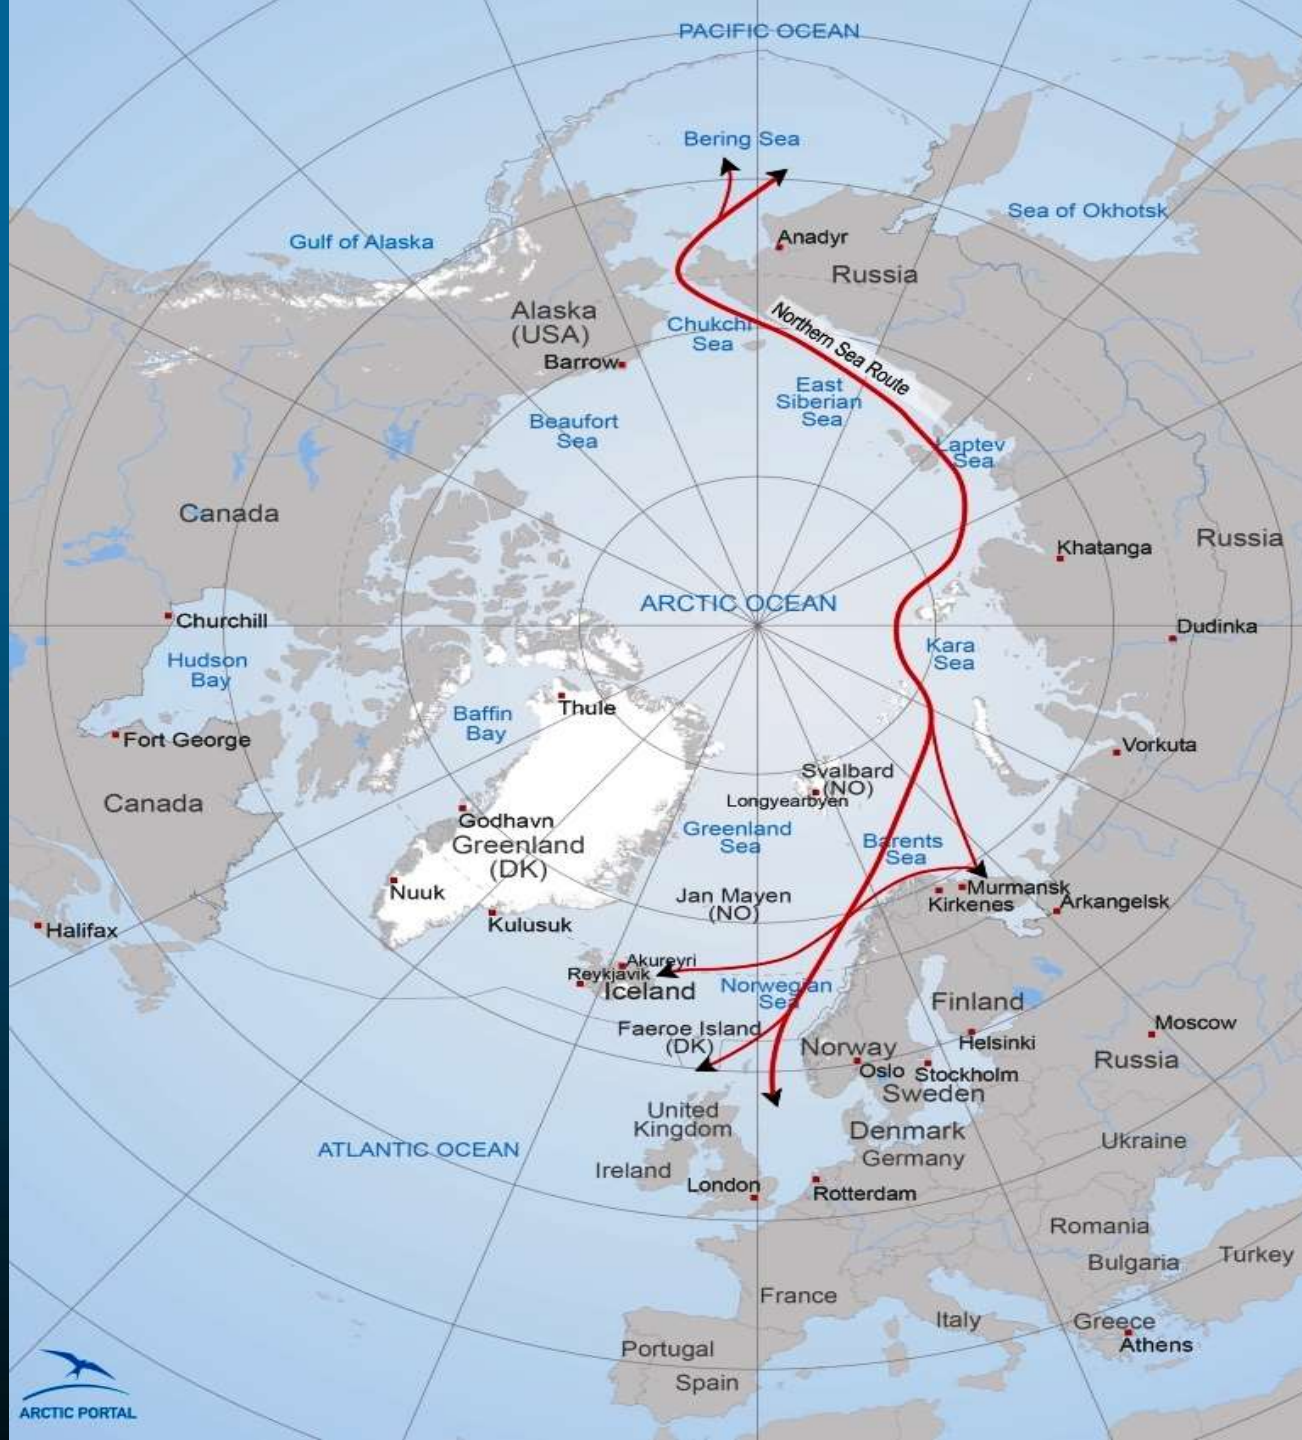 PACIFIC OCEAN
Bering Sea
Sea of Okhotsk
Gulf of Alaska
Anadyr
Russia
Alaska
(USA)
Chukchi
Sea
Northern Sea Route
Barrow
East
Siberian
Sea
Beaufort
Sea
Laptev
Sea
Canada
Khatanga
Russia
ARCTIC OCEAN
Churchill
Dudinka
Hudson
Bay
Kara
Sea
Thule
Baffin
Bay
Fort George
Vorkuta
Svalbard
(NO)
Longyearbyen
Canada
Godhavn
Greenland
(DK)
Greenland
Sea
Barents
Sea
Nuuk
Jan Mayen
(NO)
Murmansk
Kirkenes
Arkangelsk
Kulusuk
Halifax
Akureyri
Reykjavik
Iceland
Norwegian
Sea
Finland
Faeroe Island
(DK)
Moscow
Helsinki
Norway
Russia
Oslo
Stockholm
Sweden
United
Kingdom
Denmark
Ukraine
ATLANTIC OCEAN
Germany
Ireland
London
Rotterdam
Romania
Bulgaria
Turkey
France
Italy
Greece
Athens
Portugal
Spain
ARCTIC PORTAL